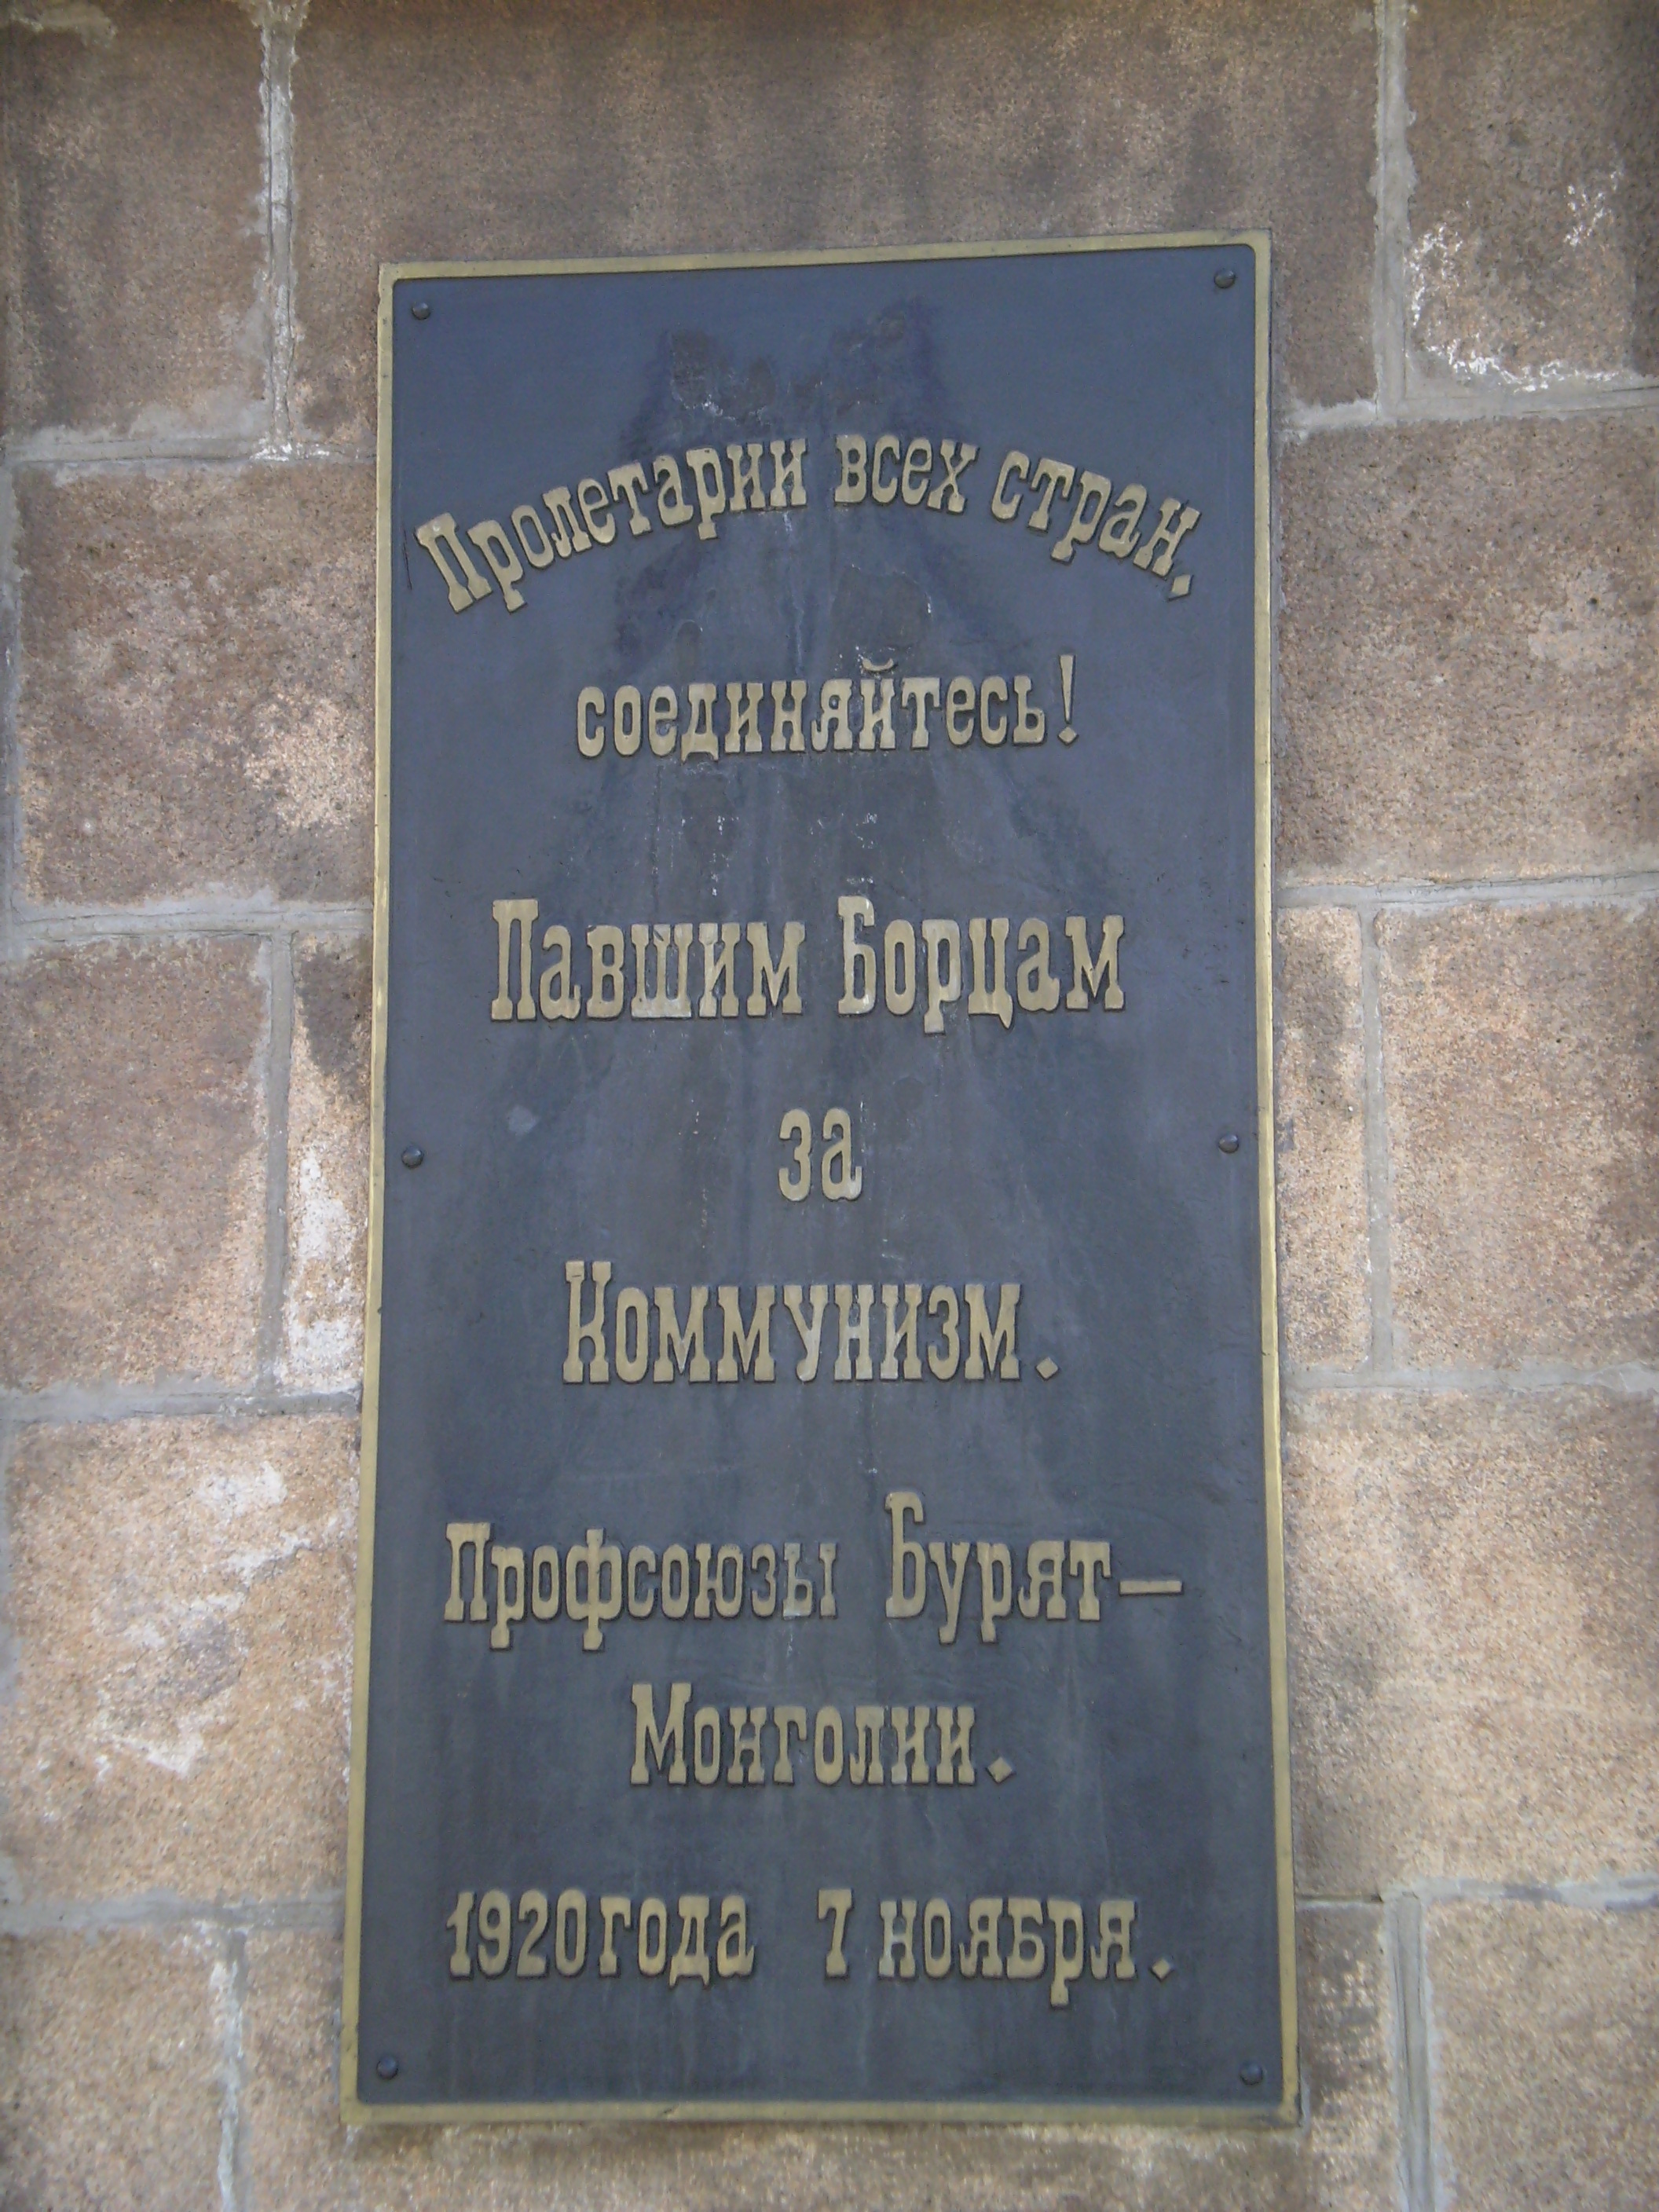 Пролетарии всех стран,
соединяйтесь!
Павшим Борцам
за
Коммунизм.
Профсоюзы Бурят—
Монголии.
1920 года 7 ноября.